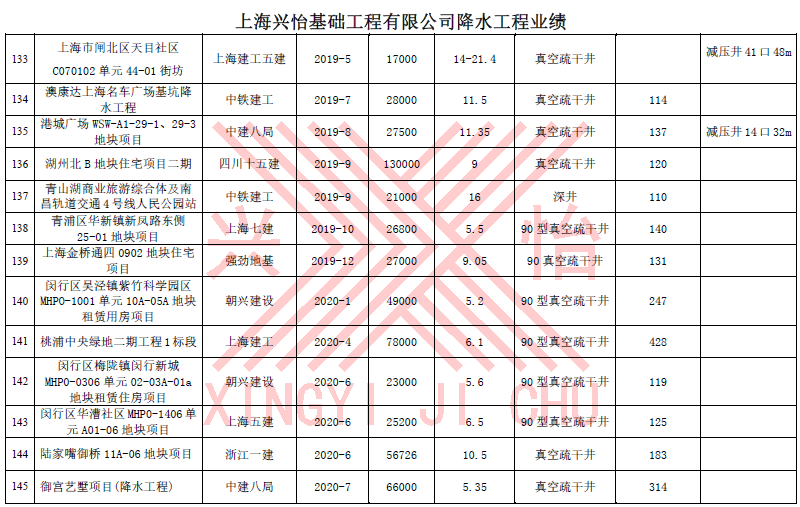 上海兴怡基础工程有限公司降水工程业绩
133 上海市闸北区天目社区 C070102 单元 44-01 街坊 上海建工五建 2019-5 17000 14-21.4 真空疏干井 减压井 41 口 48m
134 澳康达上海名车广场基坑降水工程 中铁建工 2019-7 28000 11.5 真空疏干井 114
135 港城广场 WSW-A1-29-1、29-3 地块项目 中建八局 2019-8 27500 11.35 真空疏干井 137 减压井 14 口 32m
136 湖州北 B 地块住宅项目二期 四川十五建 2019-9 130000 9 真空疏干井 120
137 青山湖商业旅游综合体及南昌轨道交通 4 号线人民公园站 中铁建工 2019-9 21000 16 深井 110
138 青浦区华新镇新凤路东侧 25-01 地块项目 上海七建 2019-10 26800 5.5 90 型真空疏干井 140
139 上海金桥通四 0902 地块住宅项目 强劲地基 2019-12 27000 9.05 90 真空疏干井 131
140 闵行区吴泾镇紫竹科学园区 MHP0-1001 单元 10A-05A 地块租赁用房项目 朝兴建设 2020-1 49000 5.2 90 型真空疏干井 247
141 桃浦中央绿地二期工程 1 标段 上海建工 2020-4 78000 6.1 90 型真空疏干井 428
142 闵行区梅陇镇闵行新城 MHP0-0306 单元 02-03A-01a 地块租赁住房项目 朝兴建设 2020-6 23000 5.6 90 型真空疏干井 119
143 闵行区华漕社区 MHP0-1406 单元 A01-06 地块项目 上海五建 2020-6 25200 6.5 90 型真空疏干井 125
144 陆家嘴御桥 11A-06 地块项目 浙江一建 2020-6 56726 10.5 真空疏干井 183
145 御宫艺墅项目(降水工程) 中建八局 2020-7 66000 5.35 真空疏干井 314
兴怡
XINGYI JI CHU